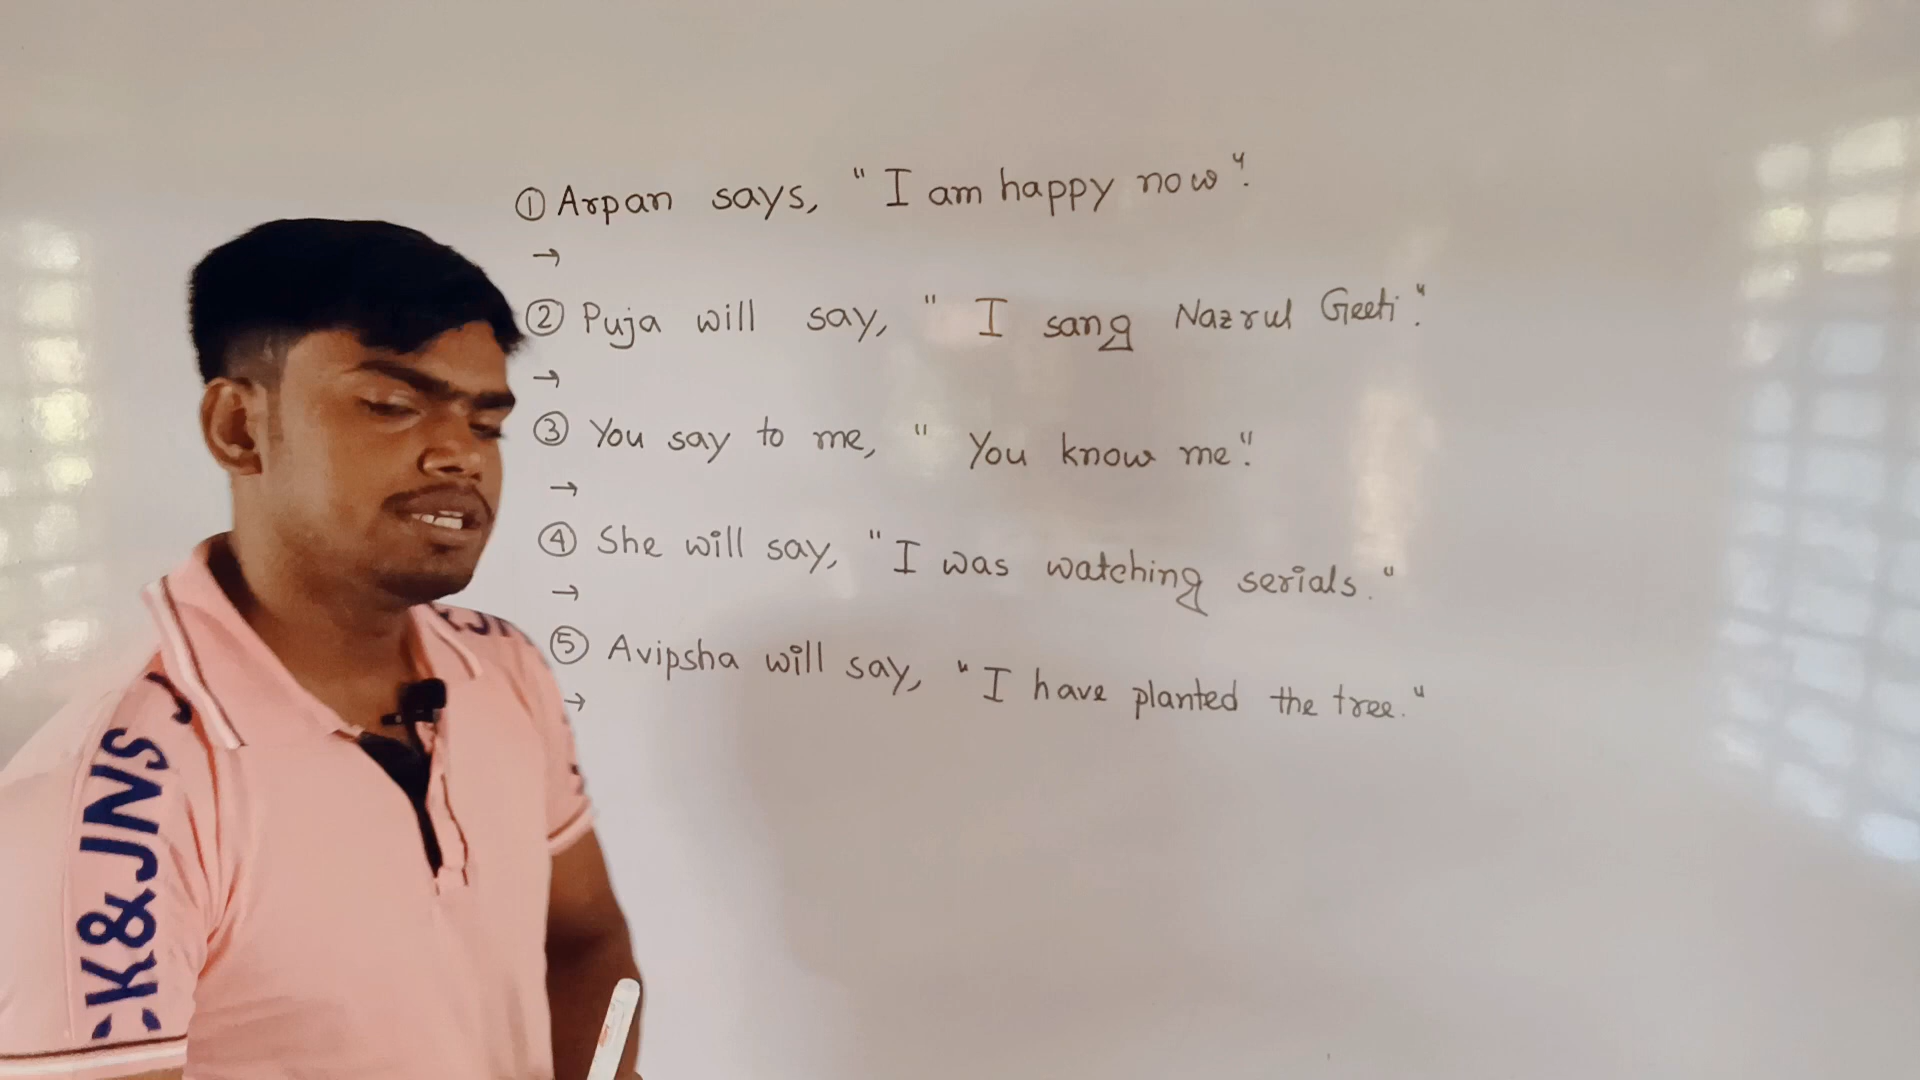 ① Arpan says, "I am happy now".
→
② Puja will say, "I sang Nazrul Geeti".
→
③ You say to me, "You know me".
→
④ She will say, "I was watching serials."
→
⑤ Avipsha will say, "I have planted the tree."
→
K&JNS